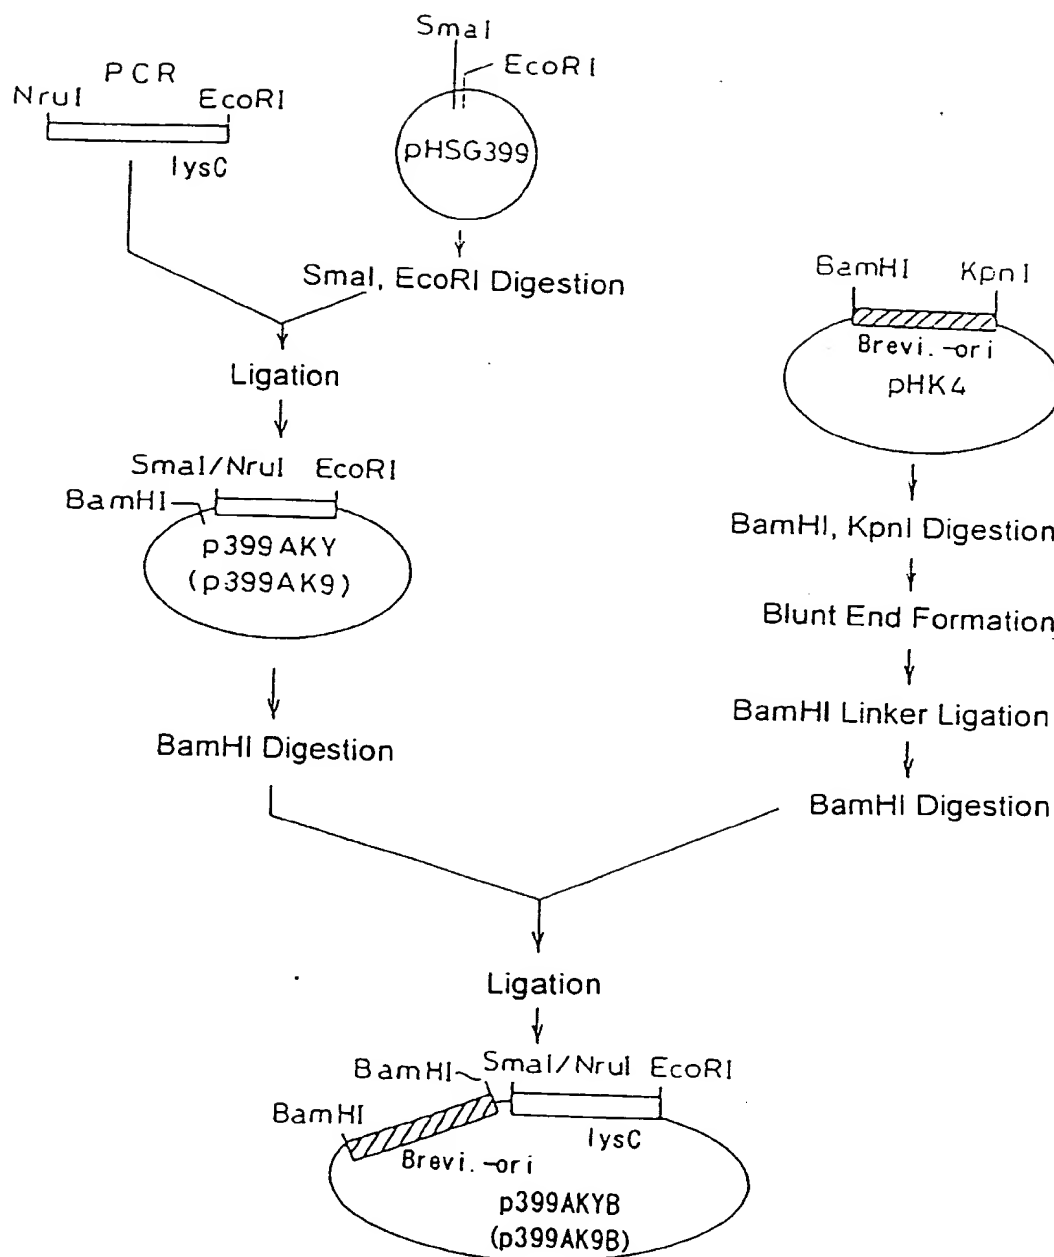 PCR
NruI
EcoRI
lysC
SmaI
EcoRI
pHSG399
SmaI, EcoRI Digestion
Ligation
SmaI/NruI EcoRI
BamHI
p399AKY
(p399AK9)
BamHI Digestion
BamHI KpnI
Brevi.-ori
pHK4
BamHI, KpnI Digestion
Blunt End Formation
BamHI Linker Ligation
BamHI Digestion
Ligation
BamHI SmaI/NruI EcoRI
BamHI
lysC
Brevi.-ori
p399AKYB
(p399AK9B)